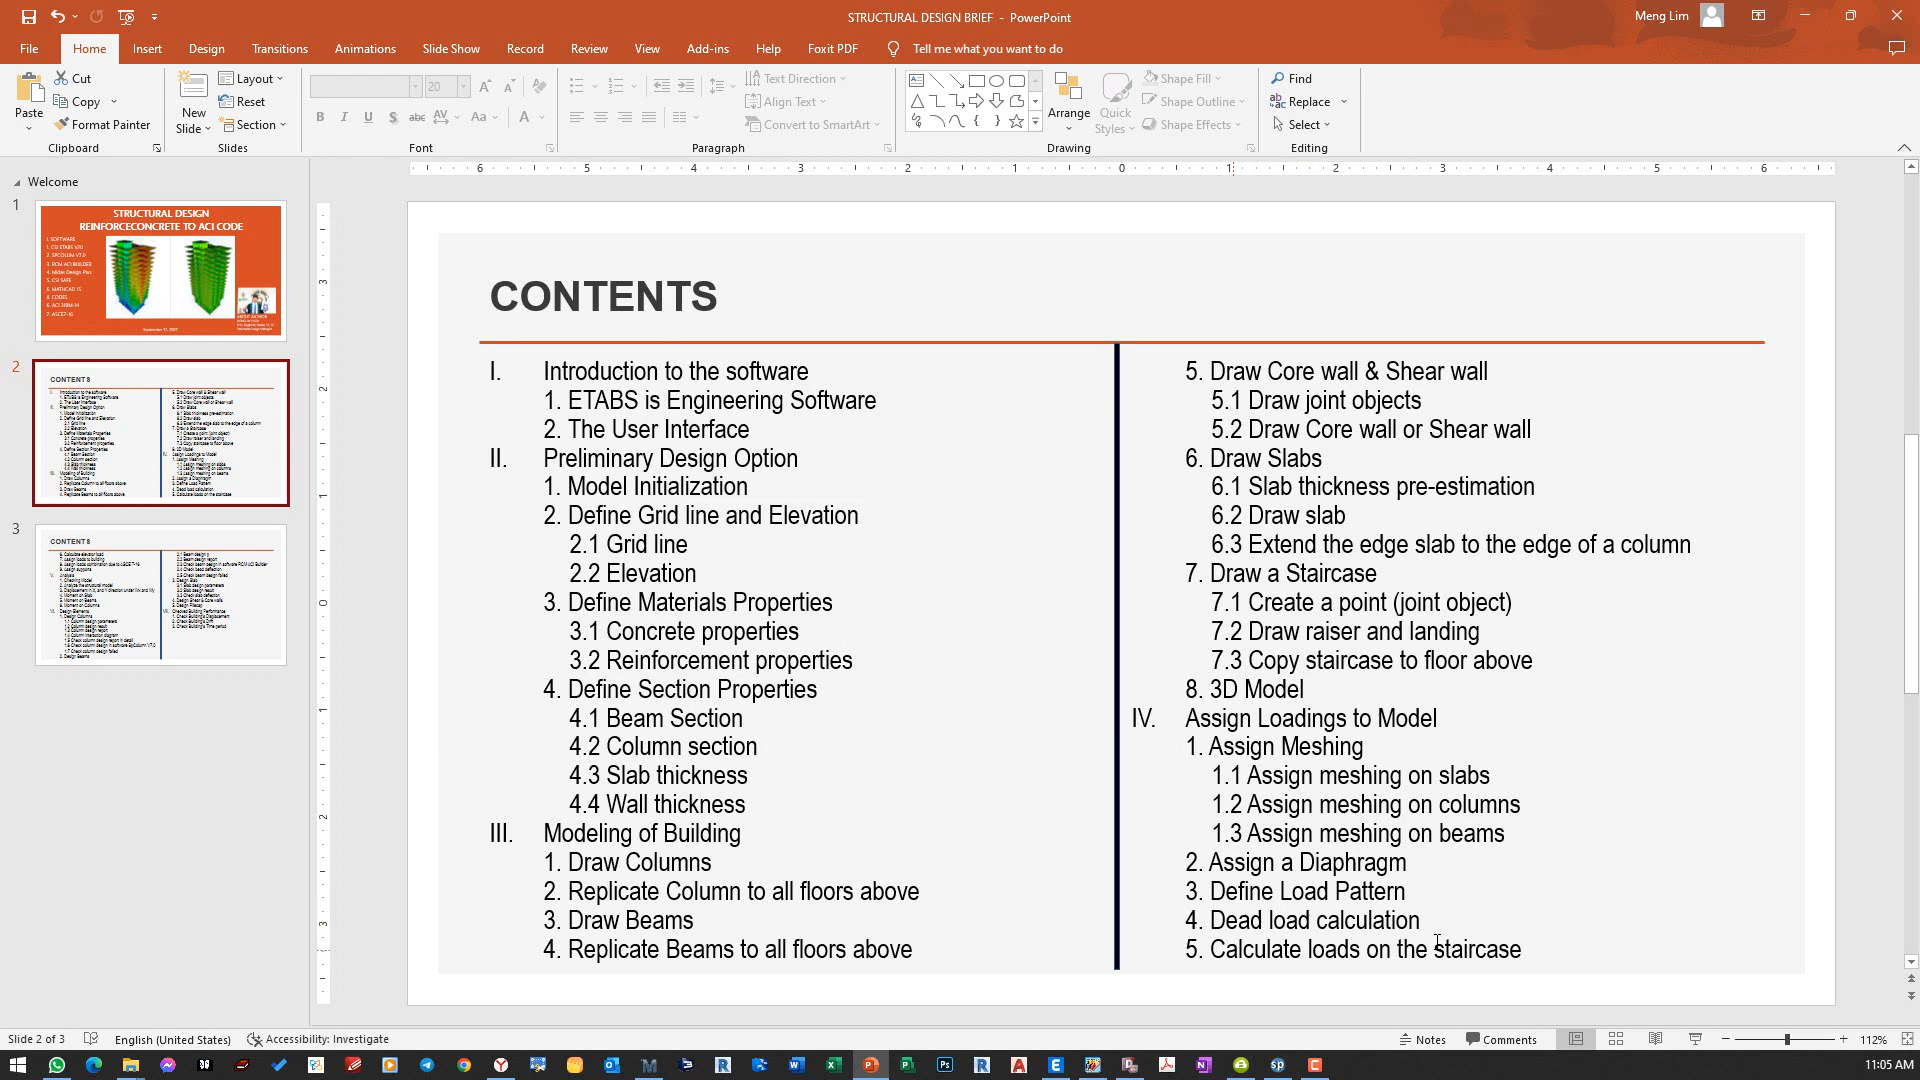 STRUCTURAL DESIGN BRIEF - PowerPoint
Meng Lim
File Home Insert Design Transitions Animations Slide Show Record Review View Add-ins Help Foxit PDF Tell me what you want to do
Paste
Cut
Copy
Format Painter
Clipboard
New Slide
Layout
Reset
Section
Slides
20
Font
Text Direction
Align Text
Convert to SmartArt
Paragraph
Arrange
Quick Styles
Shape Fill
Shape Outline
Shape Effects
Drawing
Find
Replace
Select
Editing
Welcome
1
STRUCTURAL DESIGN
REINFORCECONCRETE TO ACI CODE
2
3
CONTENTS
I. Introduction to the software
1. ETABS is Engineering Software
2. The User Interface
II. Preliminary Design Option
1. Model Initialization
2. Define Grid line and Elevation
2.1 Grid line
2.2 Elevation
3. Define Materials Properties
3.1 Concrete properties
3.2 Reinforcement properties
4. Define Section Properties
4.1 Beam Section
4.2 Column section
4.3 Slab thickness
4.4 Wall thickness
III. Modeling of Building
1. Draw Columns
2. Replicate Column to all floors above
3. Draw Beams
4. Replicate Beams to all floors above
5. Draw Core wall & Shear wall
5.1 Draw joint objects
5.2 Draw Core wall or Shear wall
6. Draw Slabs
6.1 Slab thickness pre-estimation
6.2 Draw slab
6.3 Extend the edge slab to the edge of a column
7. Draw a Staircase
7.1 Create a point (joint object)
7.2 Draw raiser and landing
7.3 Copy staircase to floor above
8. 3D Model
IV. Assign Loadings to Model
1. Assign Meshing
1.1 Assign meshing on slabs
1.2 Assign meshing on columns
1.3 Assign meshing on beams
2. Assign a Diaphragm
3. Define Load Pattern
4. Dead load calculation
5. Calculate loads on the staircase
Slide 2 of 3 English (United States) Accessibility: Investigate Notes Comments 112%
11:05 AM